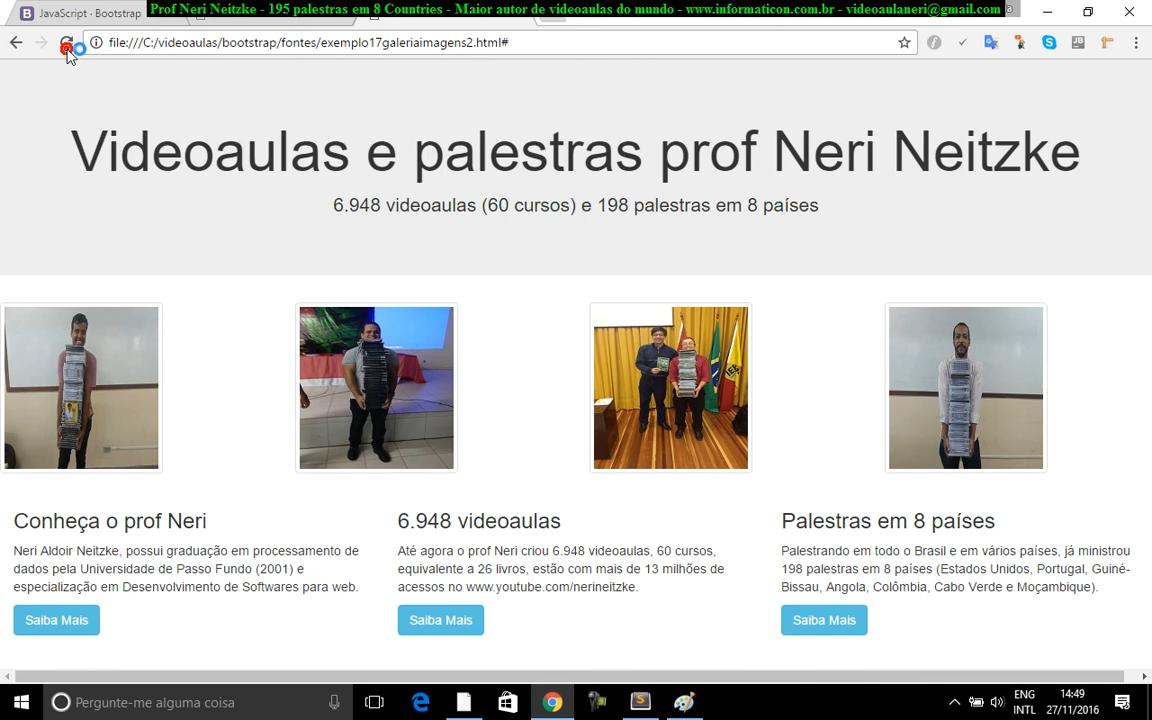 JavaScript · Bootstrap
Prof Neri Neitzke - 195 palestras em 8 Countries - Maior autor de videoaulas do mundo - www.informaticon.com.br - videoaulaneri@gmail.com
file:///C:/videoaulas/bootstrap/fontes/exemplo17galeriaimagens2.html#
Videoaulas e palestras prof Neri Neitzke
6.948 videoaulas (60 cursos) e 198 palestras em 8 países
Conheça o prof Neri
Neri Aldoir Neitzke, possui graduação em processamento de
dados pela Universidade de Passo Fundo (2001) e
especialização em Desenvolvimento de Softwares para web.
Saiba Mais
6.948 videoaulas
Até agora o prof Neri criou 6.948 videoaulas, 60 cursos,
equivalente a 26 livros, estão com mais de 13 milhões de
acessos no www.youtube.com/nerineitzke.
Saiba Mais
Palestras em 8 países
Palestrando em todo o Brasil e em vários países, já ministrou
198 palestras em 8 países (Estados Unidos, Portugal, Guiné-
Bissau, Angola, Colômbia, Cabo Verde e Moçambique).
Saiba Mais
Pergunte-me alguma coisa
ENG
INTL
14:49
27/11/2016